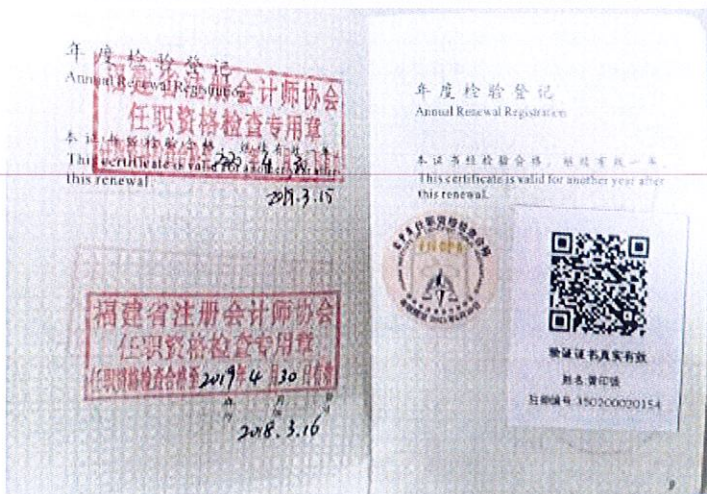 年度检验登记
Annual Renewal Registration
福建省注册会计师协会
任职资格检查专用章
本证书经检验合格，继续有效一年。
This certificate is valid for another year after
this renewal.
2019.3.15
福建省注册会计师协会
任职资格检查专用章
任职资格检查合格至2019年4月30日有效
2018.3.16
年度检验登记
Annual Renewal Registration
本证书经检验合格，继续有效一年。
This certificate is valid for another year after
this renewal.
验证证书真实有效
姓名:黄印强
注册编号:350200020154
9